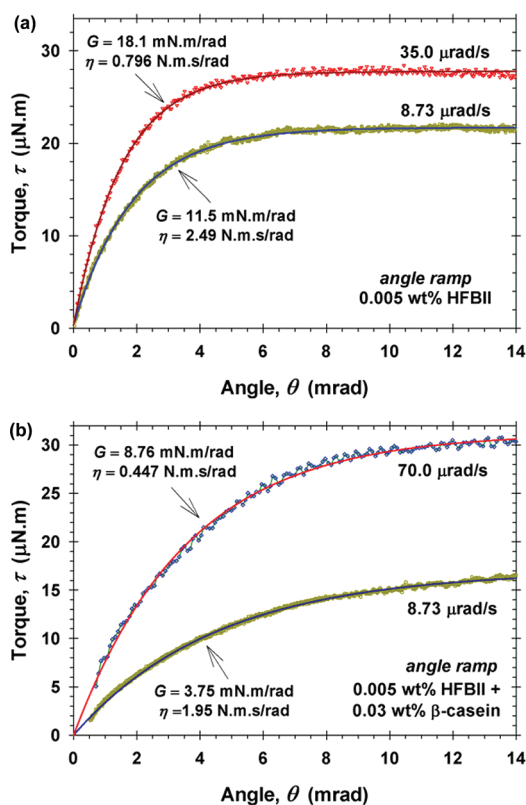 (a)
30
20
10
0
Torque, τ (μN.m)
G = 18.1 mN.m/rad
η = 0.796 N.m.s/rad
35.0 μrad/s
8.73 μrad/s
G = 11.5 mN.m/rad
η = 2.49 N.m.s/rad
angle ramp
0.005 wt% HFBII
0 2 4 6 8 10 12 14
Angle, θ (mrad)
(b)
30
25
20
15
10
5
0
Torque, τ (μN.m)
G = 8.76 mN.m/rad
η = 0.447 N.m.s/rad
70.0 μrad/s
8.73 μrad/s
G = 3.75 mN.m/rad
η =1.95 N.m.s/rad
angle ramp
0.005 wt% HFBII +
0.03 wt% β-casein
0 2 4 6 8 10 12 14
Angle, θ (mrad)